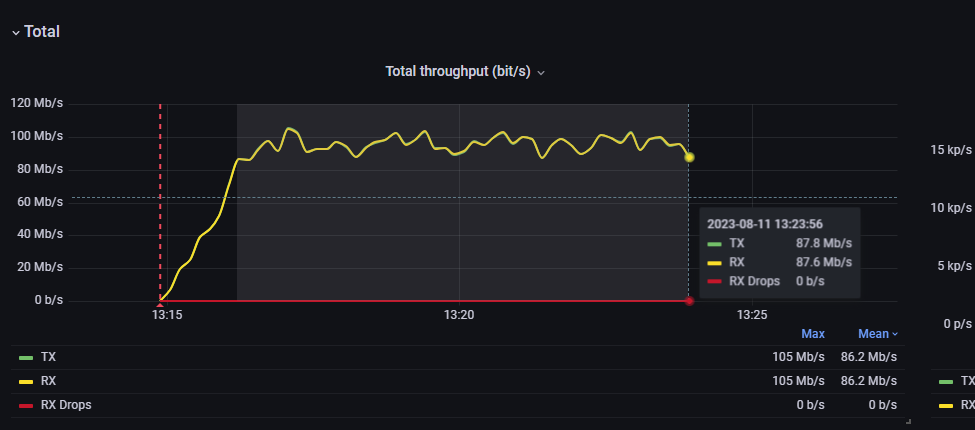 Total
Total throughput (bit/s)
120 Mb/s
100 Mb/s
80 Mb/s
60 Mb/s
40 Mb/s
20 Mb/s
0 b/s
13:15
13:20
13:25
2023-08-11 13:23:56
TX 87.8 Mb/s
RX 87.6 Mb/s
RX Drops 0 b/s
Max Mean
TX 105 Mb/s 86.2 Mb/s
RX 105 Mb/s 86.2 Mb/s
RX Drops 0 b/s 0 b/s
15 kp/s
10 kp/s
5 kp/s
0 p/s
TX
RX